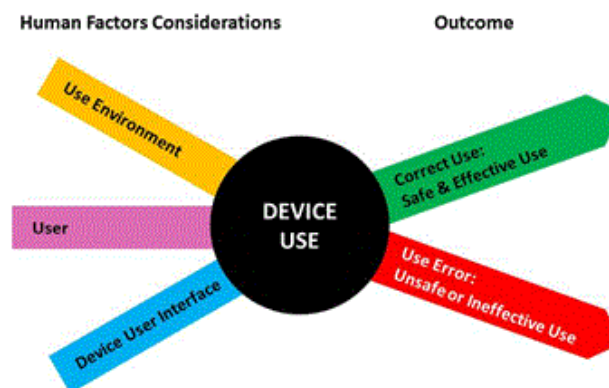 Human Factors Considerations
Outcome
Use Environment
User
Device User Interface
DEVICE
USE
Correct Use:
Safe & Effective Use
Use Error:
Unsafe or Ineffective Use